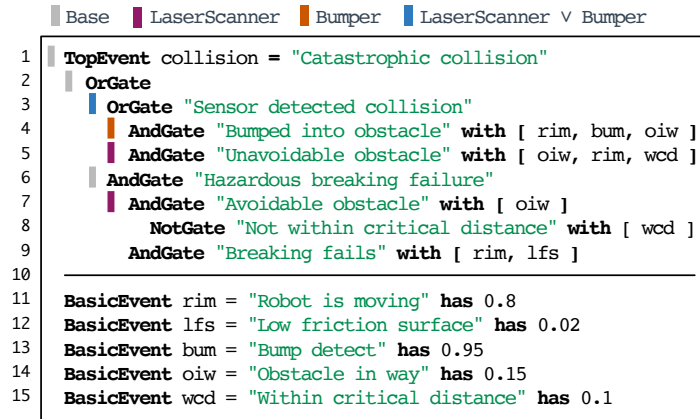 Base LaserScanner Bumper LaserScanner ∨ Bumper
1 TopEvent collision = "Catastrophic collision"
2 OrGate
3 OrGate "Sensor detected collision"
4 AndGate "Bumped into obstacle" with [ rim, bum, oiw ]
5 AndGate "Unavoidable obstacle" with [ oiw, rim, wcd ]
6 AndGate "Hazardous breaking failure"
7 AndGate "Avoidable obstacle" with [ oiw ]
8 NotGate "Not within critical distance" with [ wcd ]
9 AndGate "Breaking fails" with [ rim, lfs ]
10
11 BasicEvent rim = "Robot is moving" has 0.8
12 BasicEvent lfs = "Low friction surface" has 0.02
13 BasicEvent bum = "Bump detect" has 0.95
14 BasicEvent oiw = "Obstacle in way" has 0.15
15 BasicEvent wcd = "Within critical distance" has 0.1